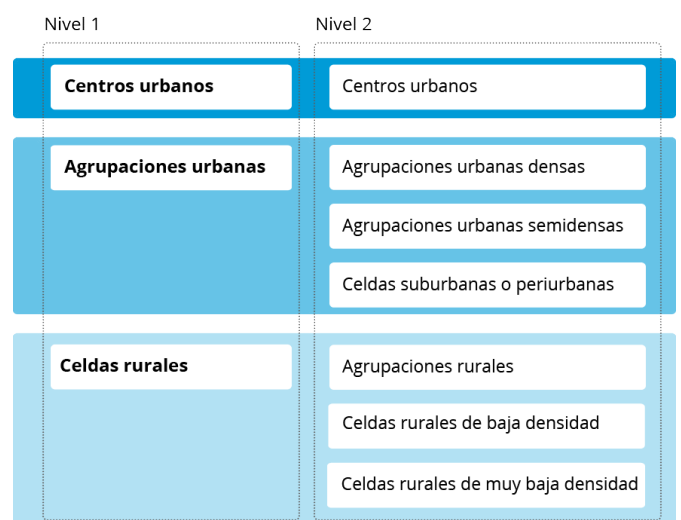 Nivel 1
Nivel 2
Centros urbanos
Centros urbanos
Agrupaciones urbanas
Agrupaciones urbanas densas
Agrupaciones urbanas semidensas
Celdas suburbanas o periurbanas
Celdas rurales
Agrupaciones rurales
Celdas rurales de baja densidad
Celdas rurales de muy baja densidad